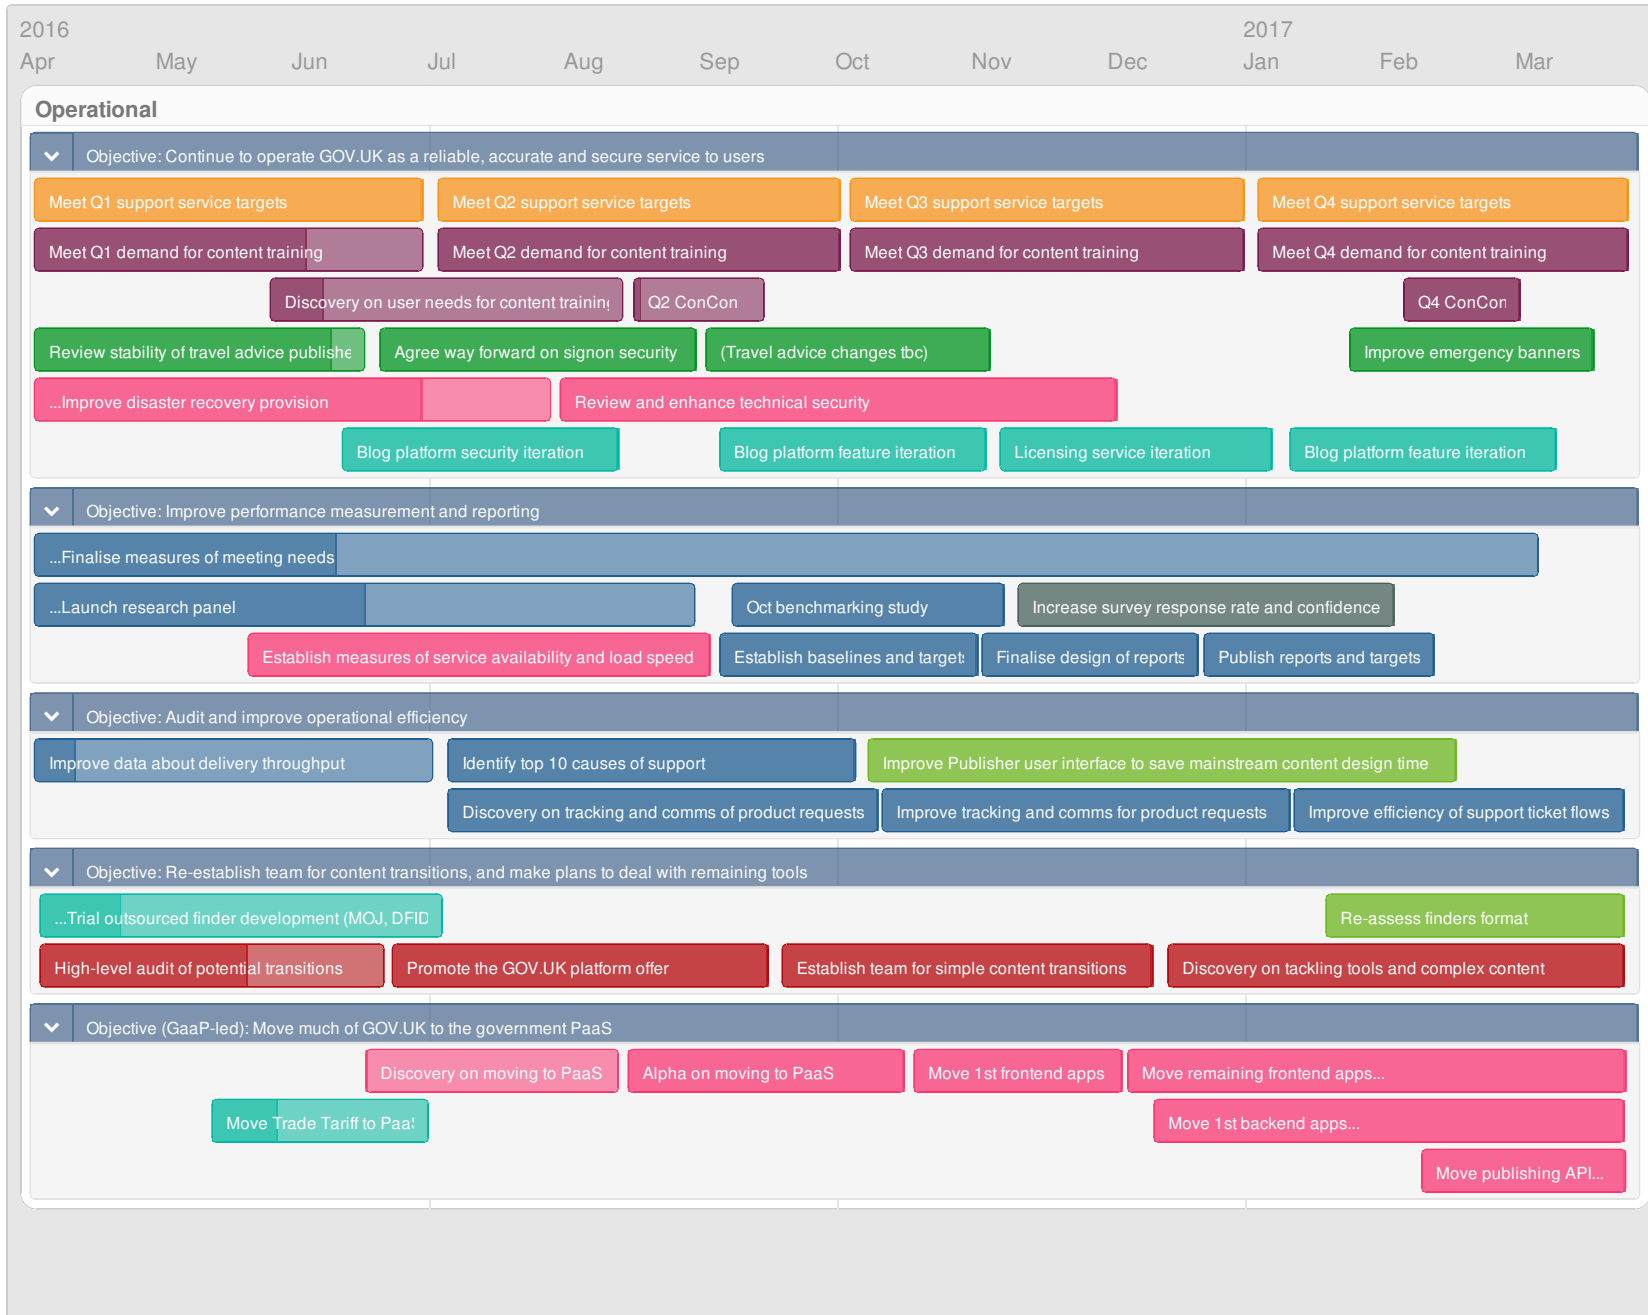 2016 2017
Apr May Jun Jul Aug Sep Oct Nov Dec Jan Feb Mar
Operational
Objective: Continue to operate GOV.UK as a reliable, accurate and secure service to users
Meet Q1 support service targets Meet Q2 support service targets Meet Q3 support service targets Meet Q4 support service targets
Meet Q1 demand for content training Meet Q2 demand for content training Meet Q3 demand for content training Meet Q4 demand for content training
Discovery on user needs for content training Q2 ConCon Q4 ConCon
Review stability of travel advice publishe Agree way forward on signon security (Travel advice changes tbc) Improve emergency banners
...Improve disaster recovery provision Review and enhance technical security
Blog platform security iteration Blog platform feature iteration Licensing service iteration Blog platform feature iteration
Objective: Improve performance measurement and reporting
...Finalise measures of meeting needs
...Launch research panel Oct benchmarking study Increase survey response rate and confidence
Establish measures of service availability and load speed Establish baselines and targets Finalise design of reports Publish reports and targets
Objective: Audit and improve operational efficiency
Improve data about delivery throughput Identify top 10 causes of support Improve Publisher user interface to save mainstream content design time
Discovery on tracking and comms of product requests Improve tracking and comms for product requests Improve efficiency of support ticket flows
Objective: Re-establish team for content transitions, and make plans to deal with remaining tools
...Trial outsourced finder development (MOJ, DFID Re-assess finders format
High-level audit of potential transitions Promote the GOV.UK platform offer Establish team for simple content transitions Discovery on tackling tools and complex content
Objective (GaaP-led): Move much of GOV.UK to the government PaaS
Discovery on moving to PaaS Alpha on moving to PaaS Move 1st frontend apps Move remaining frontend apps...
Move Trade Tariff to PaaS Move 1st backend apps...
Move publishing API...